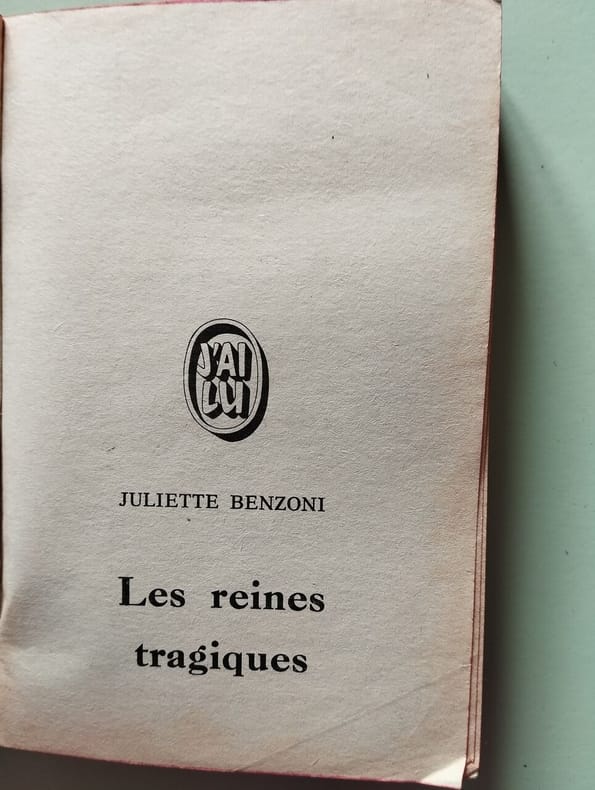 J'AI
LU
JULIETTE BENZONI
Les reines
tragiques